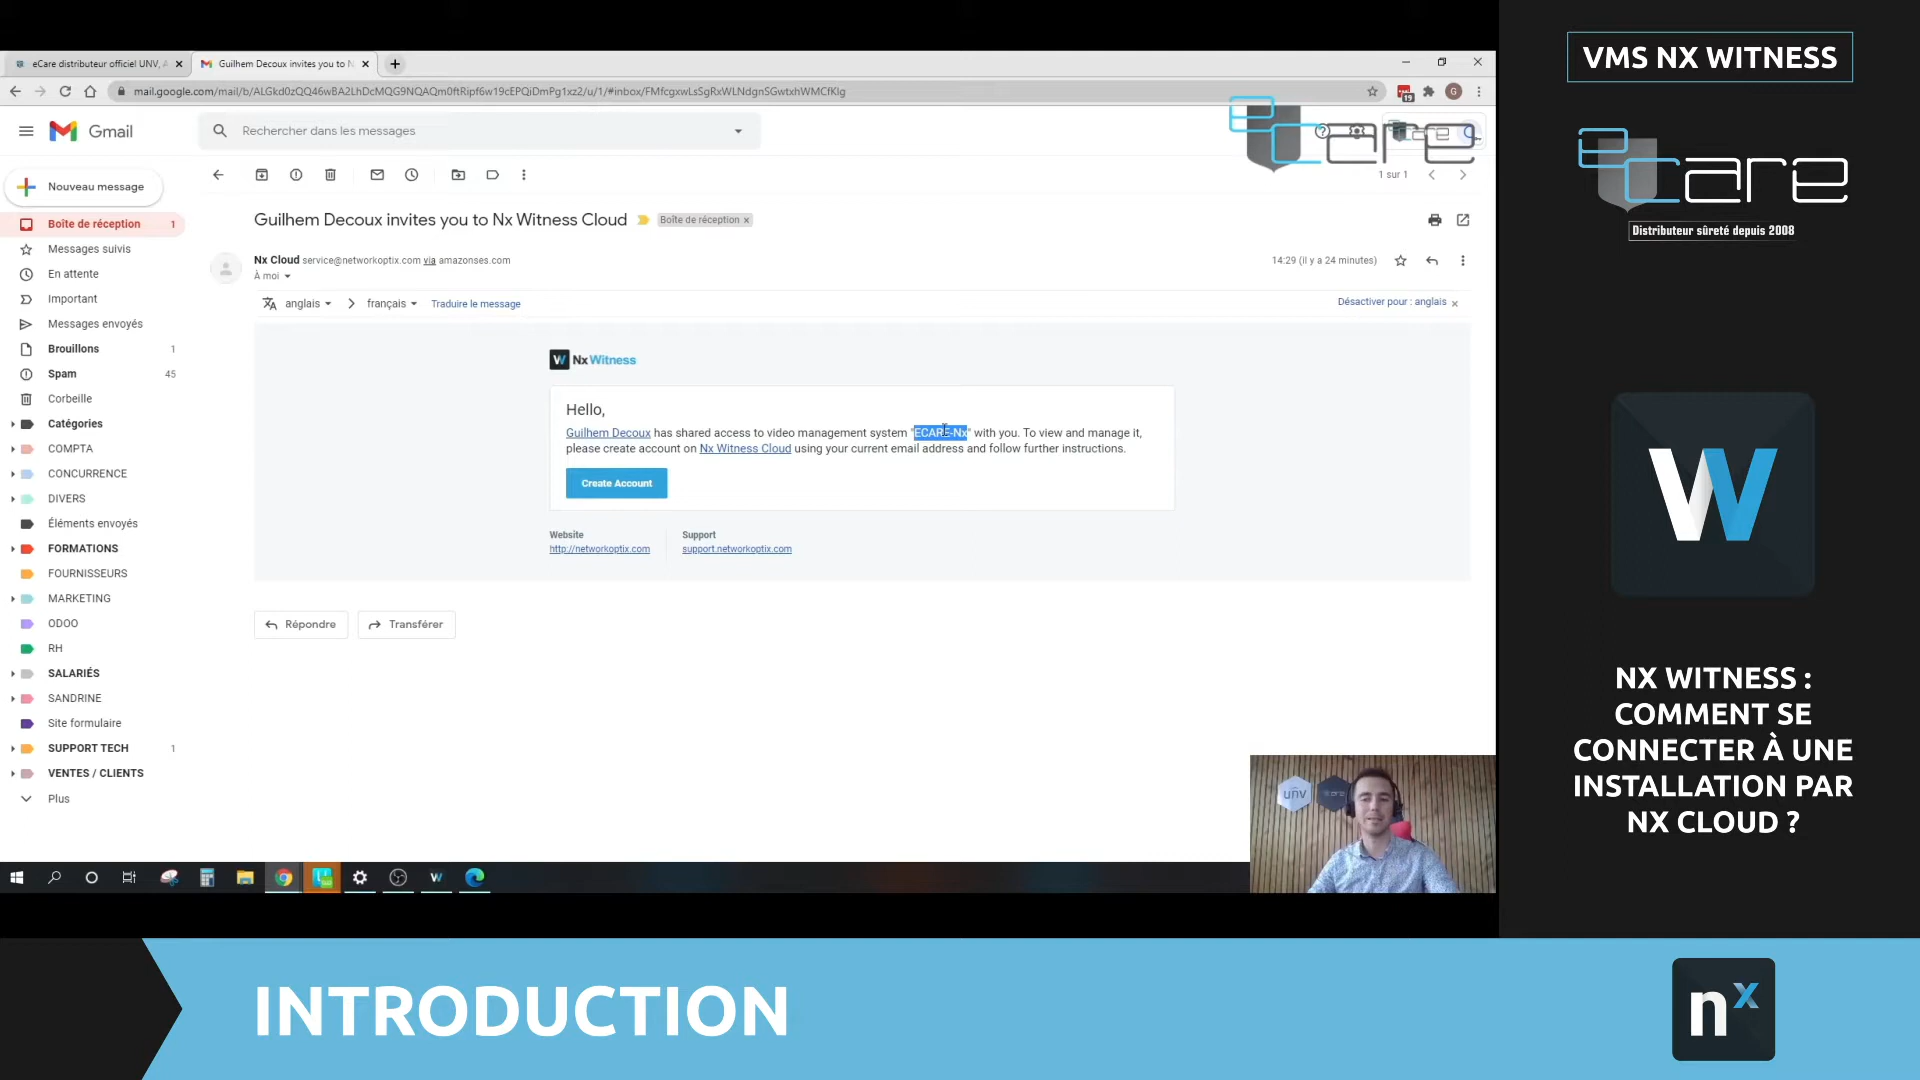 eCare distributeur officiel UNV, A
Guilhem Decoux invites you to N
mail.google.com/mail/b/ALGkd0zQQ46wBA2LhDcMQG9NQAQm0ftRipf6w19cEPQiDmPg1xz2/u/1/#inbox/FMfcgxwLsSgRxWLNdgnSGwtxhWMCfKlg
19
G
Gmail
Rechercher dans les messages
ecare
1 sur 1
Nouveau message
Boîte de réception 1
Messages suivis
En attente
Important
Messages envoyés
Brouillons 1
Spam 45
Corbeille
Catégories
COMPTA
CONCURRENCE
DIVERS
Éléments envoyés
FORMATIONS
FOURNISSEURS
MARKETING
ODOO
RH
SALARIÉS
SANDRINE
Site formulaire
SUPPORT TECH 1
VENTES / CLIENTS
Plus
Guilhem Decoux invites you to Nx Witness Cloud
Boîte de réception x
Nx Cloud service@networkoptix.com via amazonses.com
14:29 (il y a 24 minutes)
À moi
anglais > français Traduire le message
Désactiver pour : anglais x
W Nx Witness
Hello,
Guilhem Decoux has shared access to video management system "ECARE-Nx" with you. To view and manage it,
please create account on Nx Witness Cloud using your current email address and follow further instructions.
Create Account
Website Support
http://networkoptix.com support.networkoptix.com
Répondre Transférer
unv
VMS NX WITNESS
ecare
Distributeur sûreté depuis 2008
W
NX WITNESS :
COMMENT SE
CONNECTER À UNE
INSTALLATION PAR
NX CLOUD ?
INTRODUCTION
nx